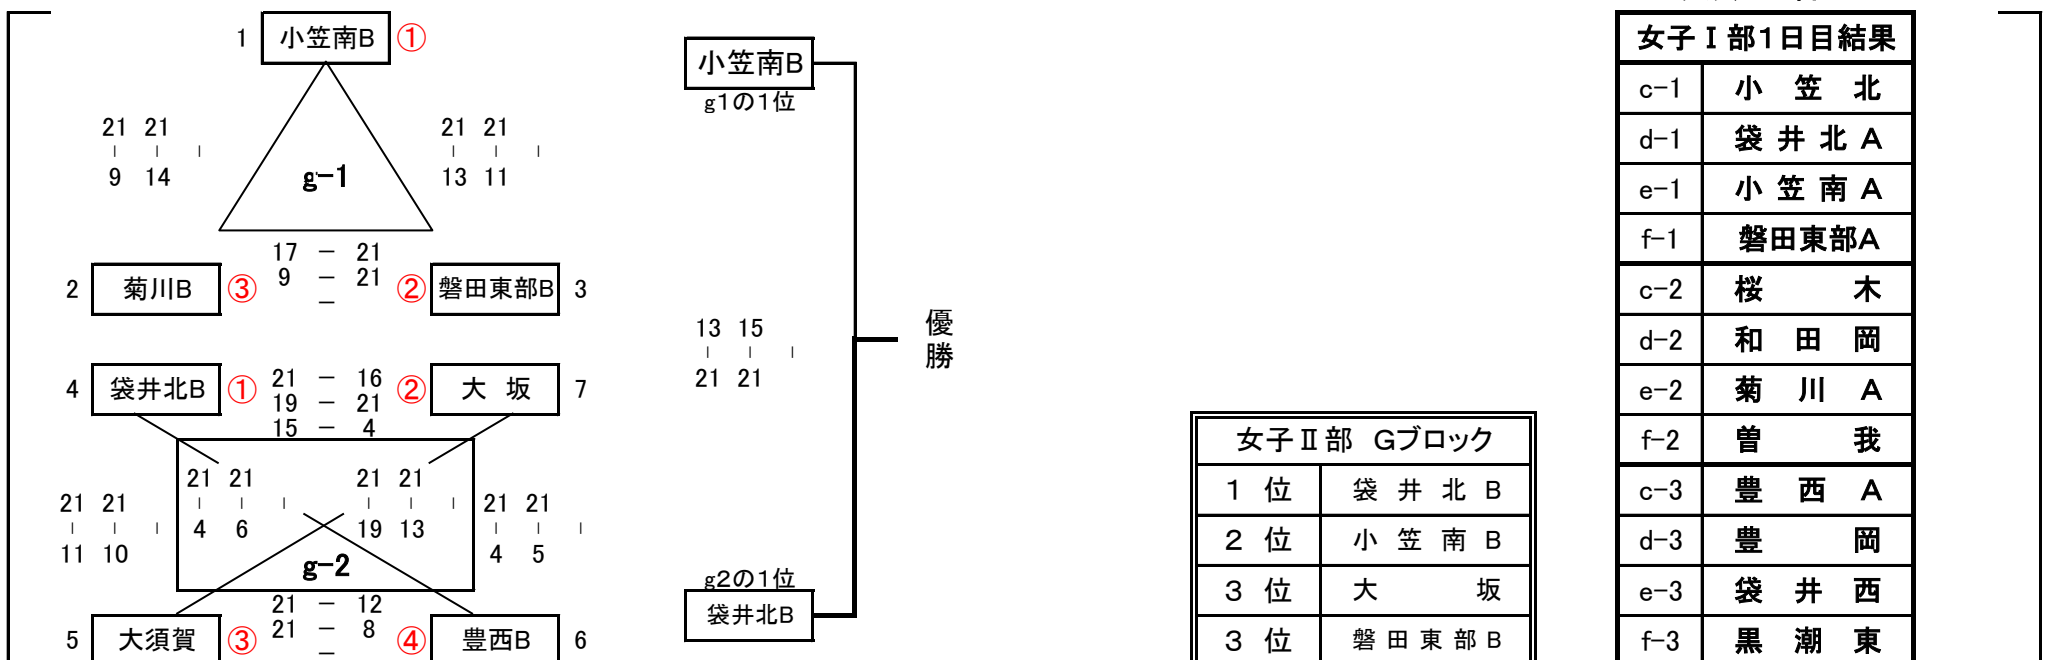 1 小笠南B ①
21 21
| | |
9 14
21 21
| | |
13 11
g-1
17 － 21
9 － 21
－
2 菊川B ③
② 磐田東部B 3
4 袋井北B ①
21 － 16
19 － 21
15 － 4
② 大 坂 7
21 21
| | |
11 10
21 21
| | |
4 6
21 21
| | |
19 13
21 21
| | |
4 5
g-2
21 － 12
21 － 8
－
5 大須賀 ③
④ 豊西B 6
小笠南B
g1の1位
13 15
| | |
21 21
優
勝
g2の1位
袋井北B
女子Ⅱ部 Gブロック
1 位 袋 井 北 B
2 位 小 笠 南 B
3 位 大 坂
3 位 磐 田 東 部 B
女子Ⅰ部1日目結果
c-1 小 笠 北
d-1 袋 井 北 A
e-1 小 笠 南 A
f-1 磐田東部A
c-2 桜 木
d-2 和 田 岡
e-2 菊 川 A
f-2 曽 我
c-3 豊 西 A
d-3 豊 岡
e-3 袋 井 西
f-3 黒 潮 東